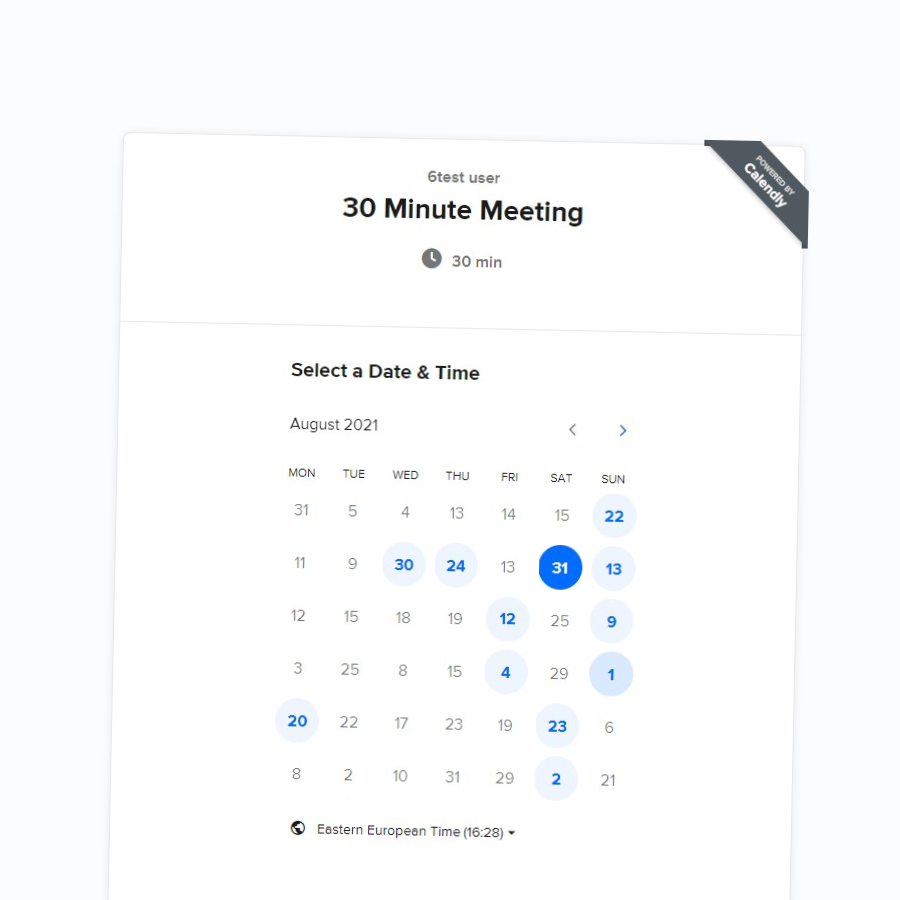 6test user
30 Minute Meeting
30 min
POWERED BY
Calendly
Select a Date & Time
August 2021
MON TUE WED THU FRI SAT SUN
31 5 4 13 14 15 22
11 9 30 24 13 31 13
12 15 18 19 12 25 9
3 25 8 15 4 29 1
20 22 17 23 19 23 6
8 2 10 31 29 2 21
Eastern European Time (16:28)